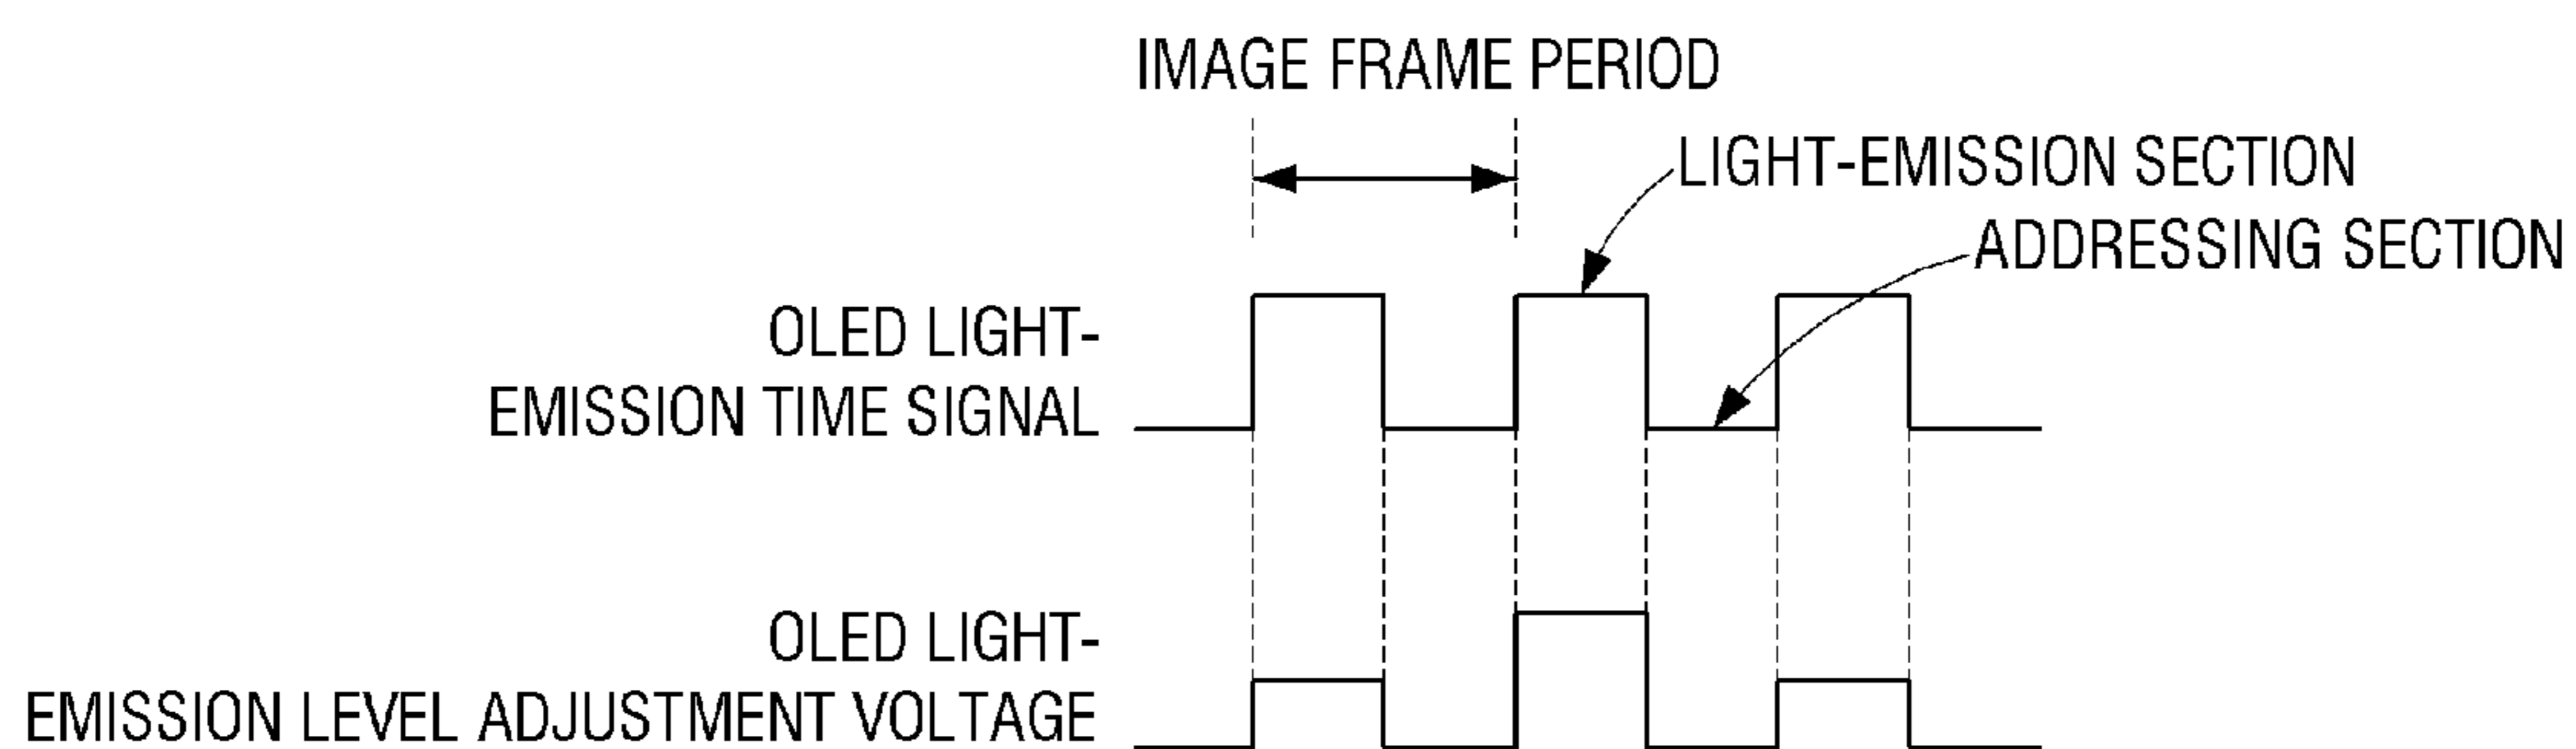 IMAGE FRAME PERIOD
LIGHT-EMISSION SECTION
ADDRESSING SECTION
OLED LIGHT-
EMISSION TIME SIGNAL
OLED LIGHT-
EMISSION LEVEL ADJUSTMENT VOLTAGE